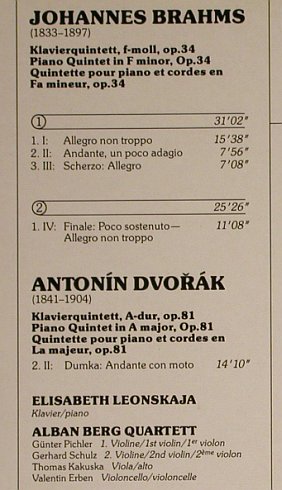 JOHANNES BRAHMS
(1833–1897)
Klavierquintett, f-moll, op.34
Piano Quintet in F minor, Op.34
Quintette pour piano et cordes en
Fa mineur, op.34
1 31′02″
1. I: Allegro non troppo 15′38″
2. II: Andante, un poco adagio 7′56″
3. III: Scherzo: Allegro 7′08″
2 25′26″
1. IV: Finale: Poco sostenuto—
Allegro non troppo 11′08″
ANTONÍN DVOŘÁK
(1841–1904)
Klavierquintett, A-dur, op.81
Piano Quintet in A major, Op.81
Quintette pour piano et cordes en
La majeur, op.81
2. II: Dumka: Andante con moto 14′10″
ELISABETH LEONSKAJA
Klavier/piano
ALBAN BERG QUARTETT
Günter Pichler 1. Violine/1st violin/1er violon
Gerhard Schulz 2. Violine/2nd violin/2ème violon
Thomas Kakuska Viola/alto
Valentin Erben Violoncello/violoncelle